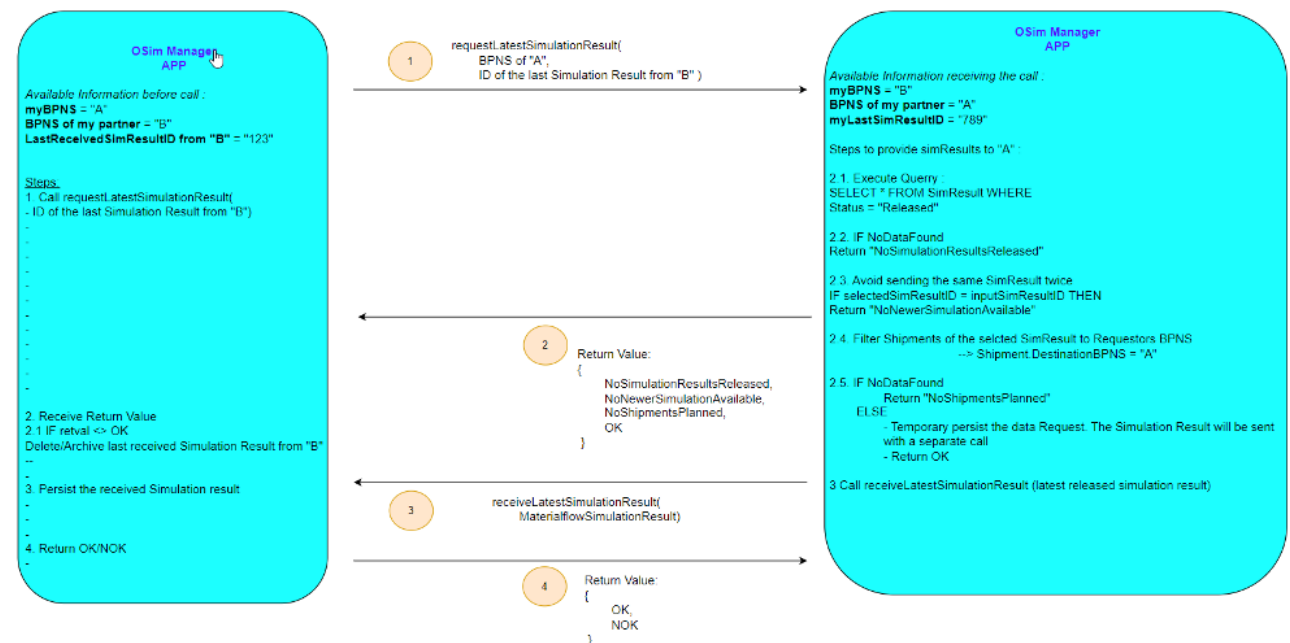 OSim Manager
APP
Available Information before call :
myBPNS = "A"
BPNS of my partner = "B"
LastReceivedSimResultID from "B" = "123"
Steps:
1. Call requestLatestSimulationResult(
- ID of the last Simulation Result from "B")
-
-
-
-
-
-
-
-
-
-
-
-
2. Receive Return Value
2.1 IF retval <> OK
Delete/Archive last received Simulation Result from "B"
--
-
3. Persist the received Simulation result
-
-
-
4. Return OK/NOK
-
1
requestLatestSimulationResult(
BPNS of "A",
ID of the last Simulation Result from "B" )
2
Return Value:
{
NoSimulationResultsReleased,
NoNewerSimulationAvailable,
NoShipmentsPlanned,
OK
}
3
receiveLatestSimulationResult(
MaterialflowSimulationResult)
4
Return Value:
{
OK,
NOK
}
OSim Manager
APP
Available Information receiving the call :
myBPNS = "B"
BPNS of my partner = "A"
myLastSimResultID = "789"
Steps to provide simResults to "A" :
2.1. Execute Querry :
SELECT * FROM SimResult WHERE
Status = "Released"
2.2. IF NoDataFound
Return "NoSimulationResultsReleased"
2.3. Avoid sending the same SimResult twice
IF selectedSimResultID = inputSimResultID THEN
Return "NoNewerSimulationAvailable"
2.4. Filter Shipments of the selcted SimResult to Requestors BPNS
--> Shipment.DestinationBPNS = "A"
2.5. IF NoDataFound
Return "NoShipmentsPlanned"
ELSE
- Temporary persist the data Request. The Simulation Result will be sent
with a separate call
- Return OK
3 Call receiveLatestSimulationResult (latest released simulation result)